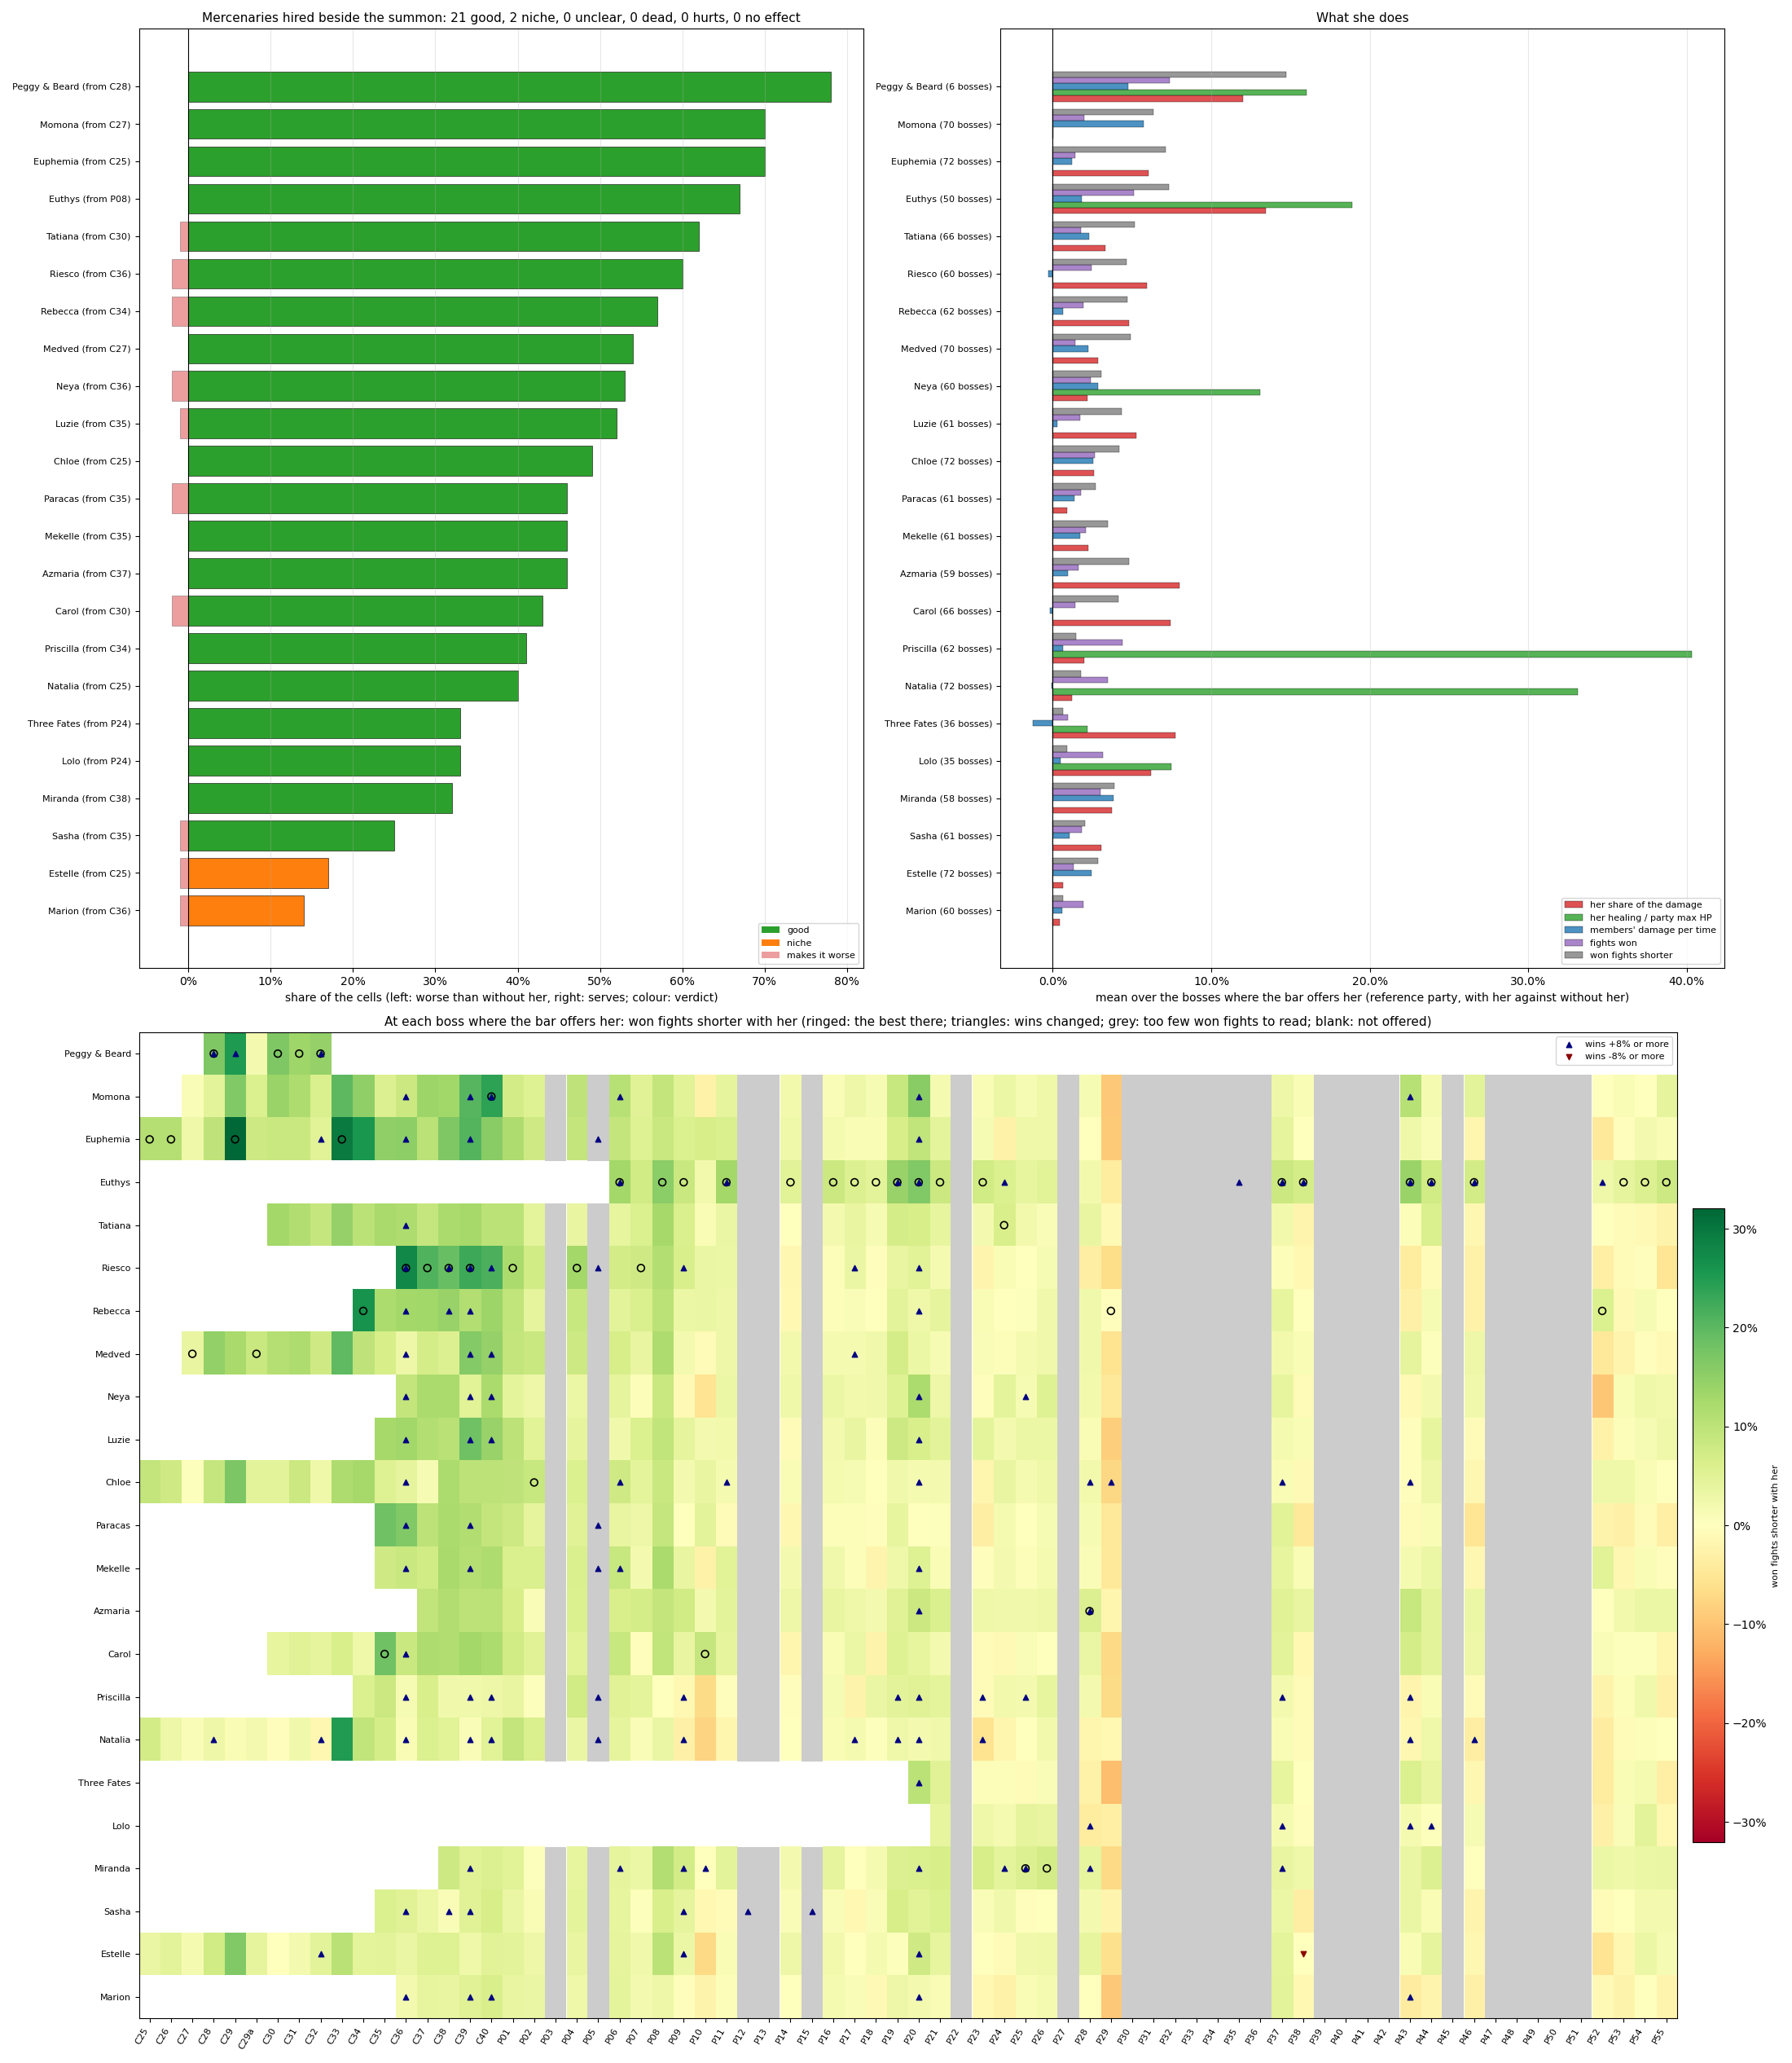 Mercenaries hired beside the summon: 21 good, 2 niche, 0 unclear, 0 dead, 0 hurts, 0 no effect
Peggy & Beard (from C28)
Momona (from C27)
Euphemia (from C25)
Euthys (from P08)
Tatiana (from C30)
Riesco (from C36)
Rebecca (from C34)
Medved (from C27)
Neya (from C36)
Luzie (from C35)
Chloe (from C25)
Paracas (from C35)
Mekelle (from C35)
Azmaria (from C37)
Carol (from C30)
Priscilla (from C34)
Natalia (from C25)
Three Fates (from P24)
Lolo (from P24)
Miranda (from C38)
Sasha (from C35)
Estelle (from C25)
Marion (from C36)
good
niche
makes it worse
0% 10% 20% 30% 40% 50% 60% 70% 80%
share of the cells (left: worse than without her, right: serves; colour: verdict)
What she does
Peggy & Beard (6 bosses)
Momona (70 bosses)
Euphemia (72 bosses)
Euthys (50 bosses)
Tatiana (66 bosses)
Riesco (60 bosses)
Rebecca (62 bosses)
Medved (70 bosses)
Neya (60 bosses)
Luzie (61 bosses)
Chloe (72 bosses)
Paracas (61 bosses)
Mekelle (61 bosses)
Azmaria (59 bosses)
Carol (66 bosses)
Priscilla (62 bosses)
Natalia (72 bosses)
Three Fates (36 bosses)
Lolo (35 bosses)
Miranda (58 bosses)
Sasha (61 bosses)
Estelle (72 bosses)
Marion (60 bosses)
her share of the damage
her healing / party max HP
members' damage per time
fights won
won fights shorter
0.0% 10.0% 20.0% 30.0% 40.0%
mean over the bosses where the bar offers her (reference party, with her against without her)
At each boss where the bar offers her: won fights shorter with her (ringed: the best there; triangles: wins changed; grey: too few won fights to read; blank: not offered)
wins +8% or more
wins -8% or more
Peggy & Beard
Momona
Euphemia
Euthys
Tatiana
Riesco
Rebecca
Medved
Neya
Luzie
Chloe
Paracas
Mekelle
Azmaria
Carol
Priscilla
Natalia
Three Fates
Lolo
Miranda
Sasha
Estelle
Marion
C25 C26 C27 C28 C29 C29a C30 C31 C32 C33 C34 C35 C36 C37 C38 C39 C40 P01 P02 P03 P04 P05 P06 P07 P08 P09 P10 P11 P12 P13 P14 P15 P16 P17 P18 P19 P20 P21 P22 P23 P24 P25 P26 P27 P28 P29 P30 P31 P32 P33 P34 P35 P36 P37 P38 P39 P40 P41 P42 P43 P44 P45 P46 P47 P48 P49 P50 P51 P52 P53 P54 P55
30%
20%
10%
0%
−10%
−20%
−30%
won fights shorter with her